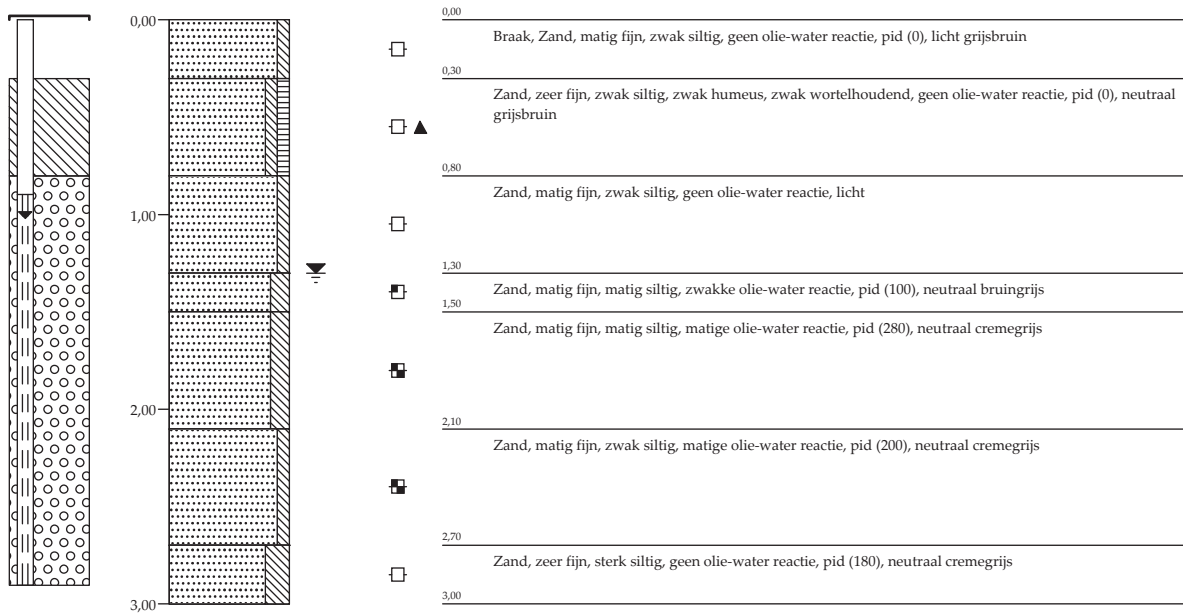 0,00
1,00
2,00
3,00
0,00
Braak, Zand, matig fijn, zwak siltig, geen olie-water reactie, pid (0), licht grijsbruin
0,30
Zand, zeer fijn, zwak siltig, zwak humeus, zwak wortelhoudend, geen olie-water reactie, pid (0), neutraal
grijsbruin
0,80
Zand, matig fijn, zwak siltig, geen olie-water reactie, licht
1,30
Zand, matig fijn, matig siltig, zwakke olie-water reactie, pid (100), neutraal bruingrijs
1,50
Zand, matig fijn, matig siltig, matige olie-water reactie, pid (280), neutraal cremegrijs
2,10
Zand, matig fijn, zwak siltig, matige olie-water reactie, pid (200), neutraal cremegrijs
2,70
Zand, zeer fijn, sterk siltig, geen olie-water reactie, pid (180), neutraal cremegrijs
3,00